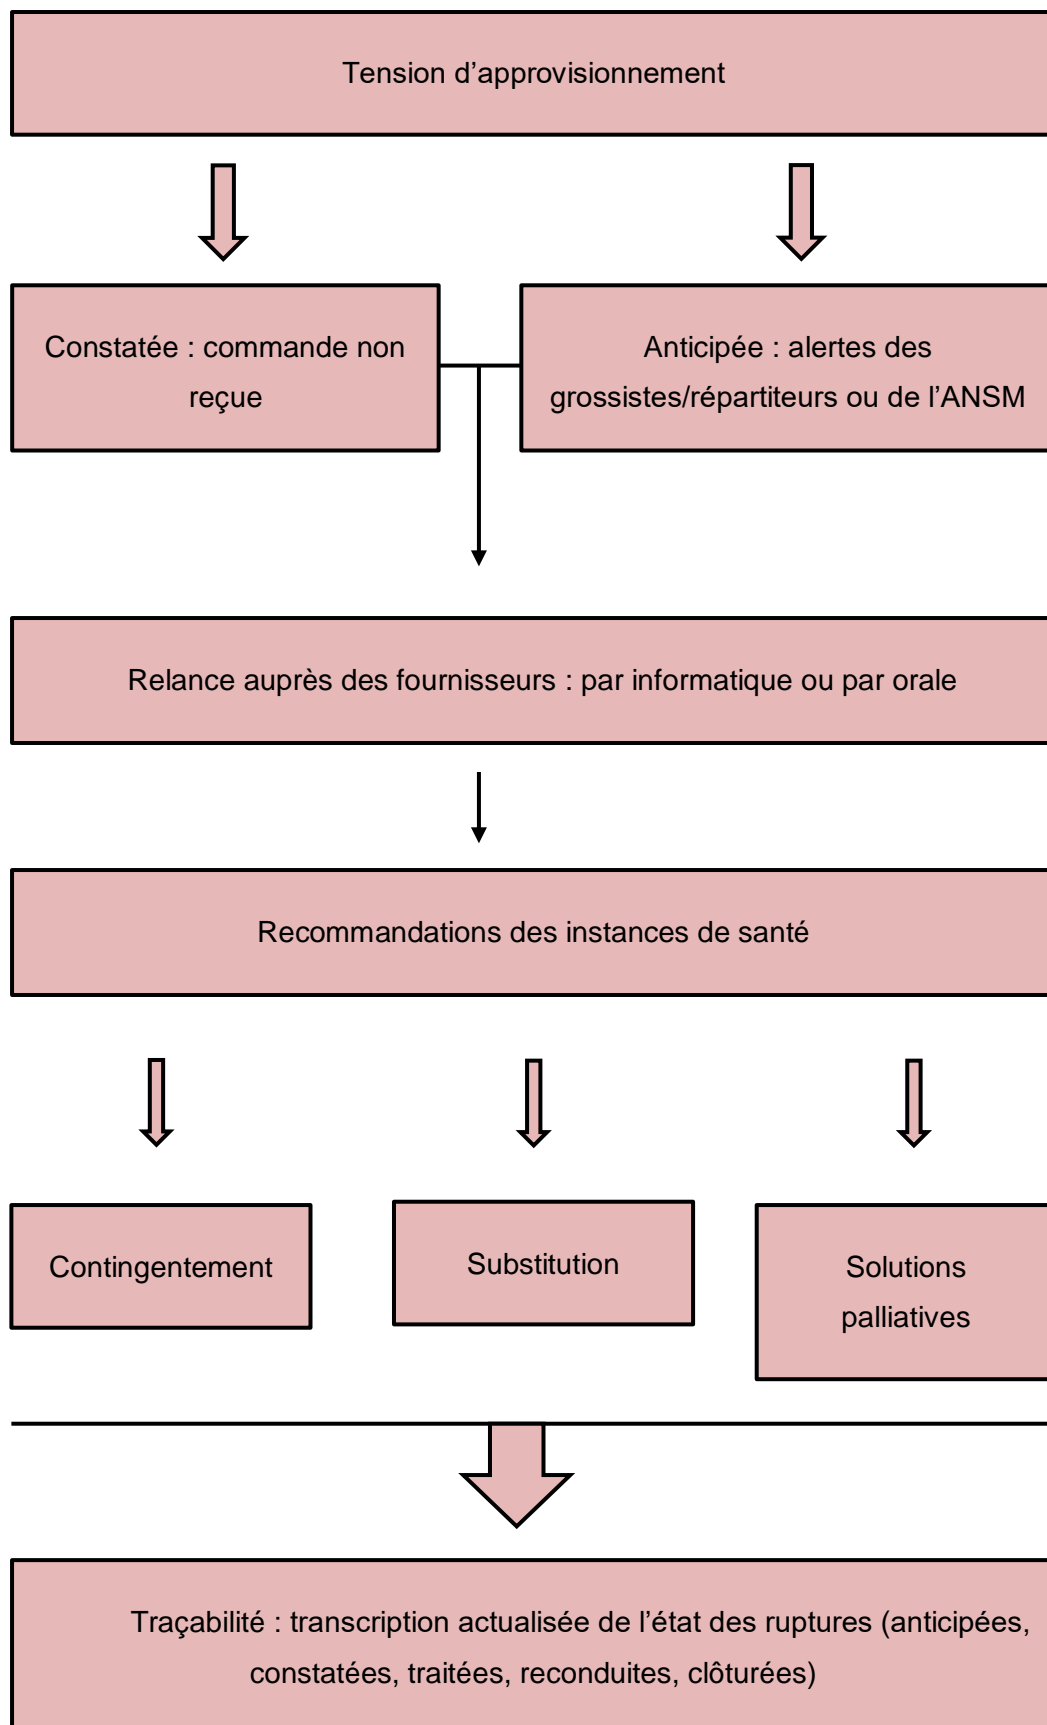 Tension d’approvisionnement
Constatée : commande non
reçue
Anticipée : alertes des
grossistes/répartiteurs ou de l’ANSM
Relance auprès des fournisseurs : par informatique ou par orale
Recommandations des instances de santé
Contingentement
Substitution
Solutions
palliatives
Traçabilité : transcription actualisée de l’état des ruptures (anticipées,
constatées, traitées, reconduites, clôturées)